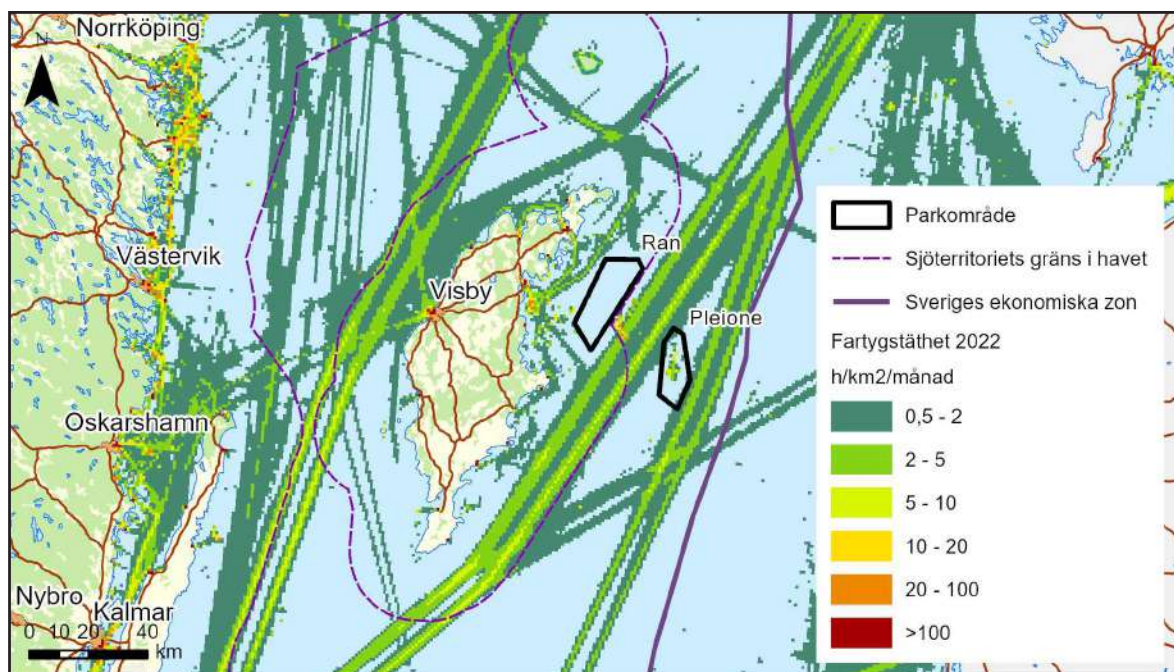 Norrköping
N
Västervik
Visby
Ran
Pleione
Oskarshamn
Nybro
Kalmar
0 10 20 40
km
Parkområde
Sjöterritoriets gräns i havet
Sveriges ekonomiska zon
Fartygstäthet 2022
h/km2/månad
0,5 - 2
2 - 5
5 - 10
10 - 20
20 - 100
>100